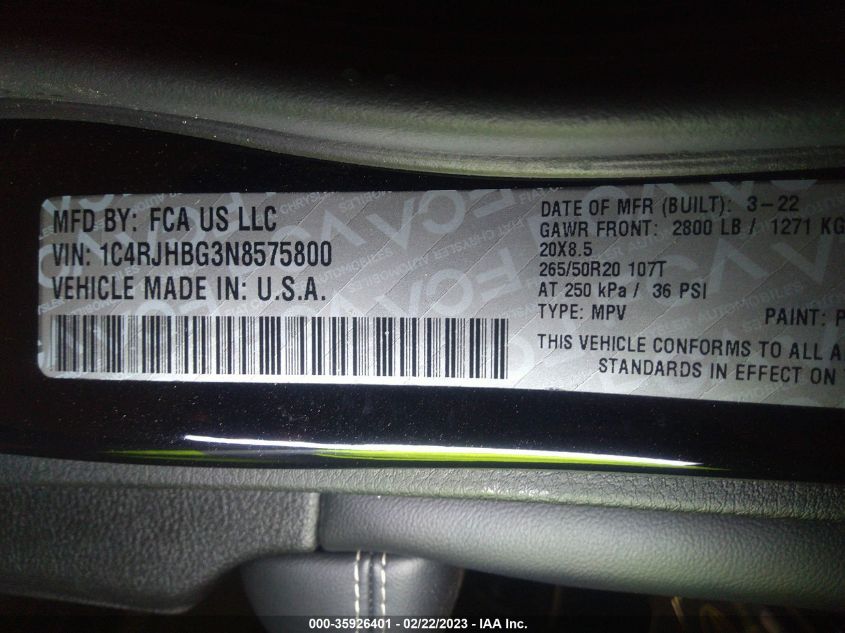 MFD BY: FCA US LLC
VIN: 1C4RJHBG3N8575800
VEHICLE MADE IN: U.S.A.
DATE OF MFR (BUILT): 3-22
GAWR FRONT: 2800 LB / 1271 KG
20X8.5
265/50R20 107T
AT 250 kPa / 36 PSI
TYPE: MPV PAINT: P
THIS VEHICLE CONFORMS TO ALL A
STANDARDS IN EFFECT ON
000-35926401 - 02/22/2023 - IAA Inc.